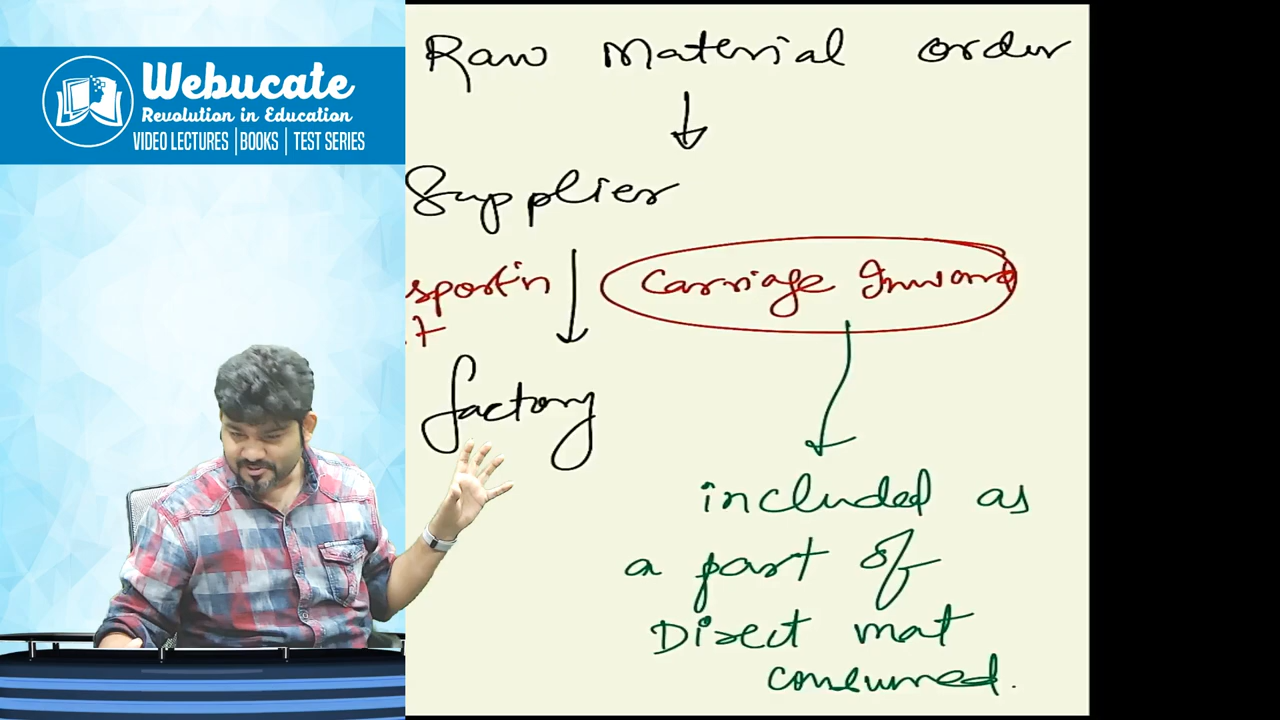 Webucate
Revolution in Education
VIDEO LECTURES | BOOKS | TEST SERIES
Raw Material order
Supplier
sportin
Carriage Inward
factory
included as
a part of
Direct mat
consumed.